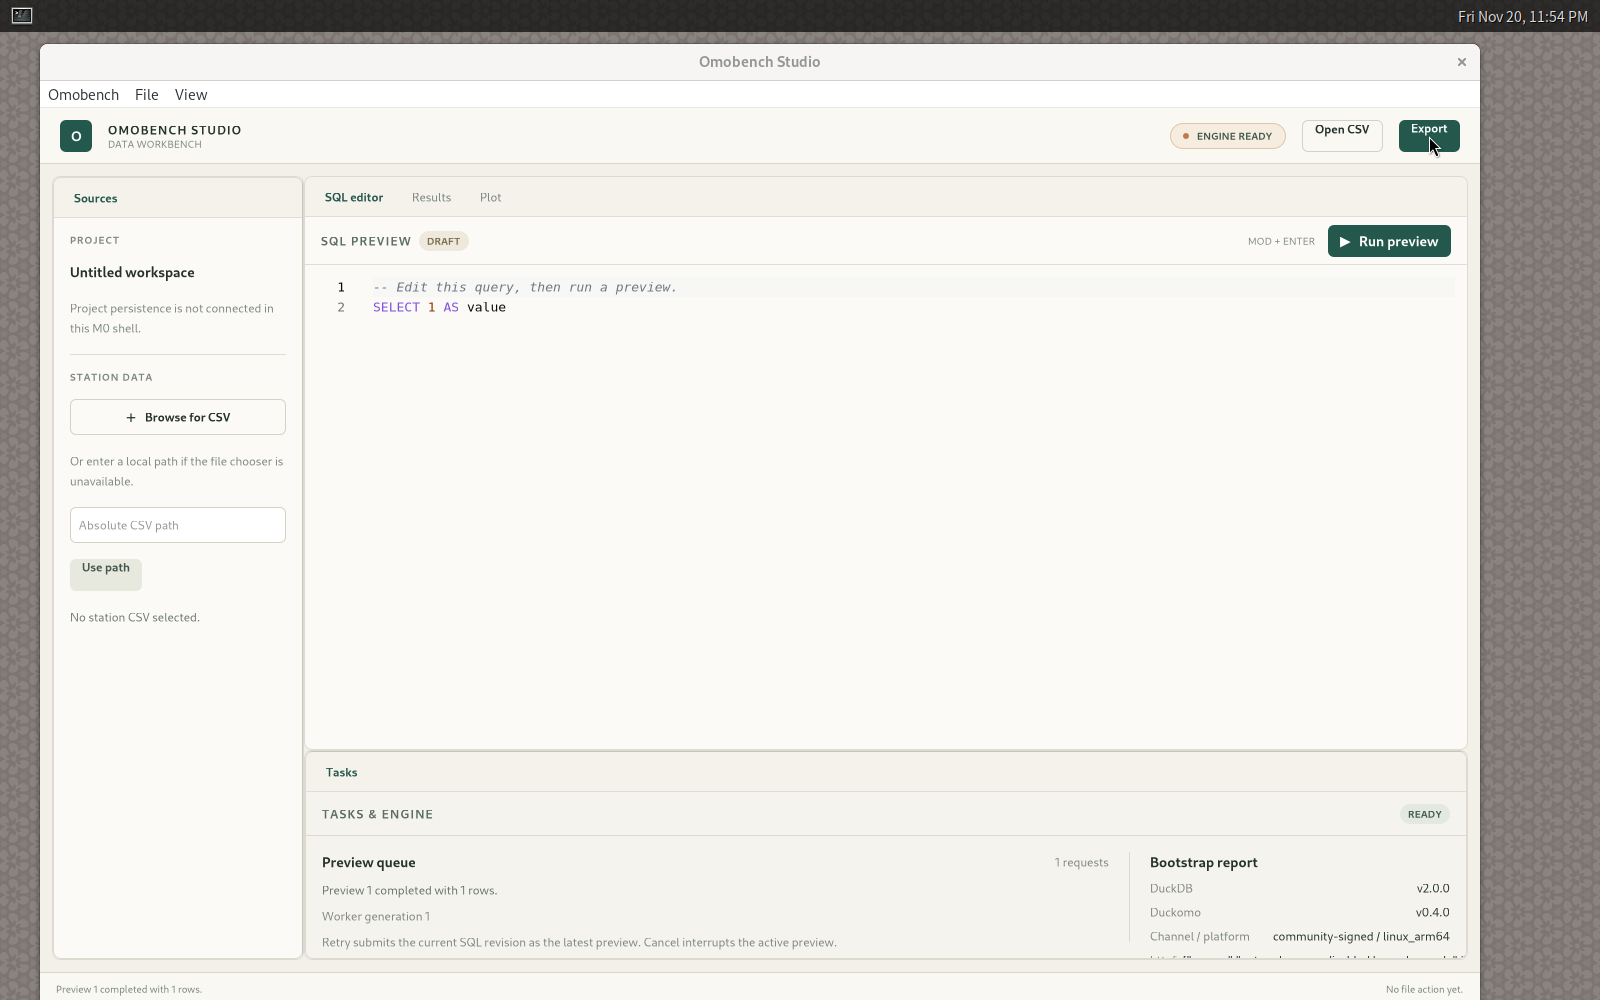 Fri Nov 20, 11:54 PM
Omobench Studio
Omobench File View
O
OMOBENCH STUDIO
DATA WORKBENCH
ENGINE READY
Open CSV
Export
Sources
PROJECT
Untitled workspace
Project persistence is not connected in
this M0 shell.
STATION DATA
+ Browse for CSV
Or enter a local path if the file chooser is
unavailable.
Absolute CSV path
Use path
No station CSV selected.
SQL editor Results Plot
SQL PREVIEW DRAFT
MOD + ENTER
▶ Run preview
1 -- Edit this query, then run a preview.
2 SELECT 1 AS value
Tasks
TASKS & ENGINE
READY
Preview queue
1 requests
Preview 1 completed with 1 rows.
Worker generation 1
Retry submits the current SQL revision as the latest preview. Cancel interrupts the active preview.
Bootstrap report
DuckDB v2.0.0
Duckomo v0.4.0
Channel / platform community-signed / linux_arm64
Preview 1 completed with 1 rows.
No file action yet.